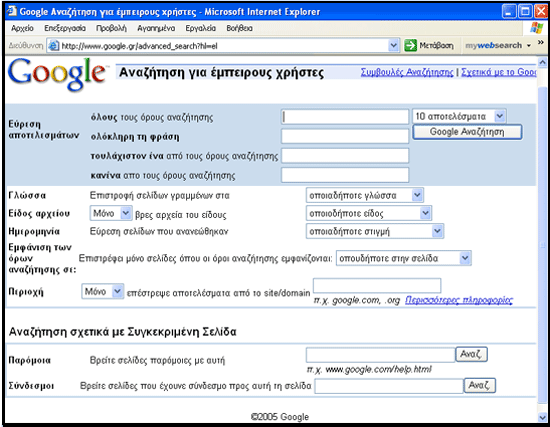 Google Αναζήτηση για έμπειρους χρήστες - Microsoft Internet Explorer
Αρχείο Επεξεργασία Προβολή Αγαπημένα Εργαλεία Βοήθεια
Διεύθυνση http://www.google.gr/advanced_search?hl=el Μετάβαση mywebsearch
Google™ Αναζήτηση για έμπειρους χρήστες Συμβουλές Αναζήτησης | Σχετικά με το Goo
Εύρεση αποτελεσμάτων
όλους τους όρους αναζήτησης 10 αποτελέσματα
ολόκληρη τη φράση Google Αναζήτηση
τουλάχιστον ένα από τους όρους αναζήτησης
κανίνα απο τους όρους αναζήτησης
Γλώσσα Επιστροφή σελίδων γραμμένων στα οποιαδήποτε γλώσσα
Είδος αρχείου Μόνο βρες αρχεία του είδους οποιοδήποτε είδος
Ημερομηνία Εύρεση σελίδων που ανανεώθηκαν οποιαδήποτε στιγμή
Εμφάνιση των όρων αναζήτησης σε: Επιστρέφει μόνο σελίδες όπου οι όροι αναζήτησης εμφανίζονται: οπουδήποτε στην σελίδα
Περιοχή Μόνο επέστρεψε αποτελέσματα από το site/domain
π.χ. google.com, .org Περισσότερες πληροφορίες
Αναζήτηση σχετικά με Συγκεκριμένη Σελίδα
Παρόμοια Βρείτε σελίδες παρόμοιες με αυτή Αναζ.
π.χ. www.google.com/help.html
Σύνδεσμοι Βρείτε σελίδες που έχουνε σύνδεσμο προς αυτή τη σελίδα Αναζ.
©2005 Google